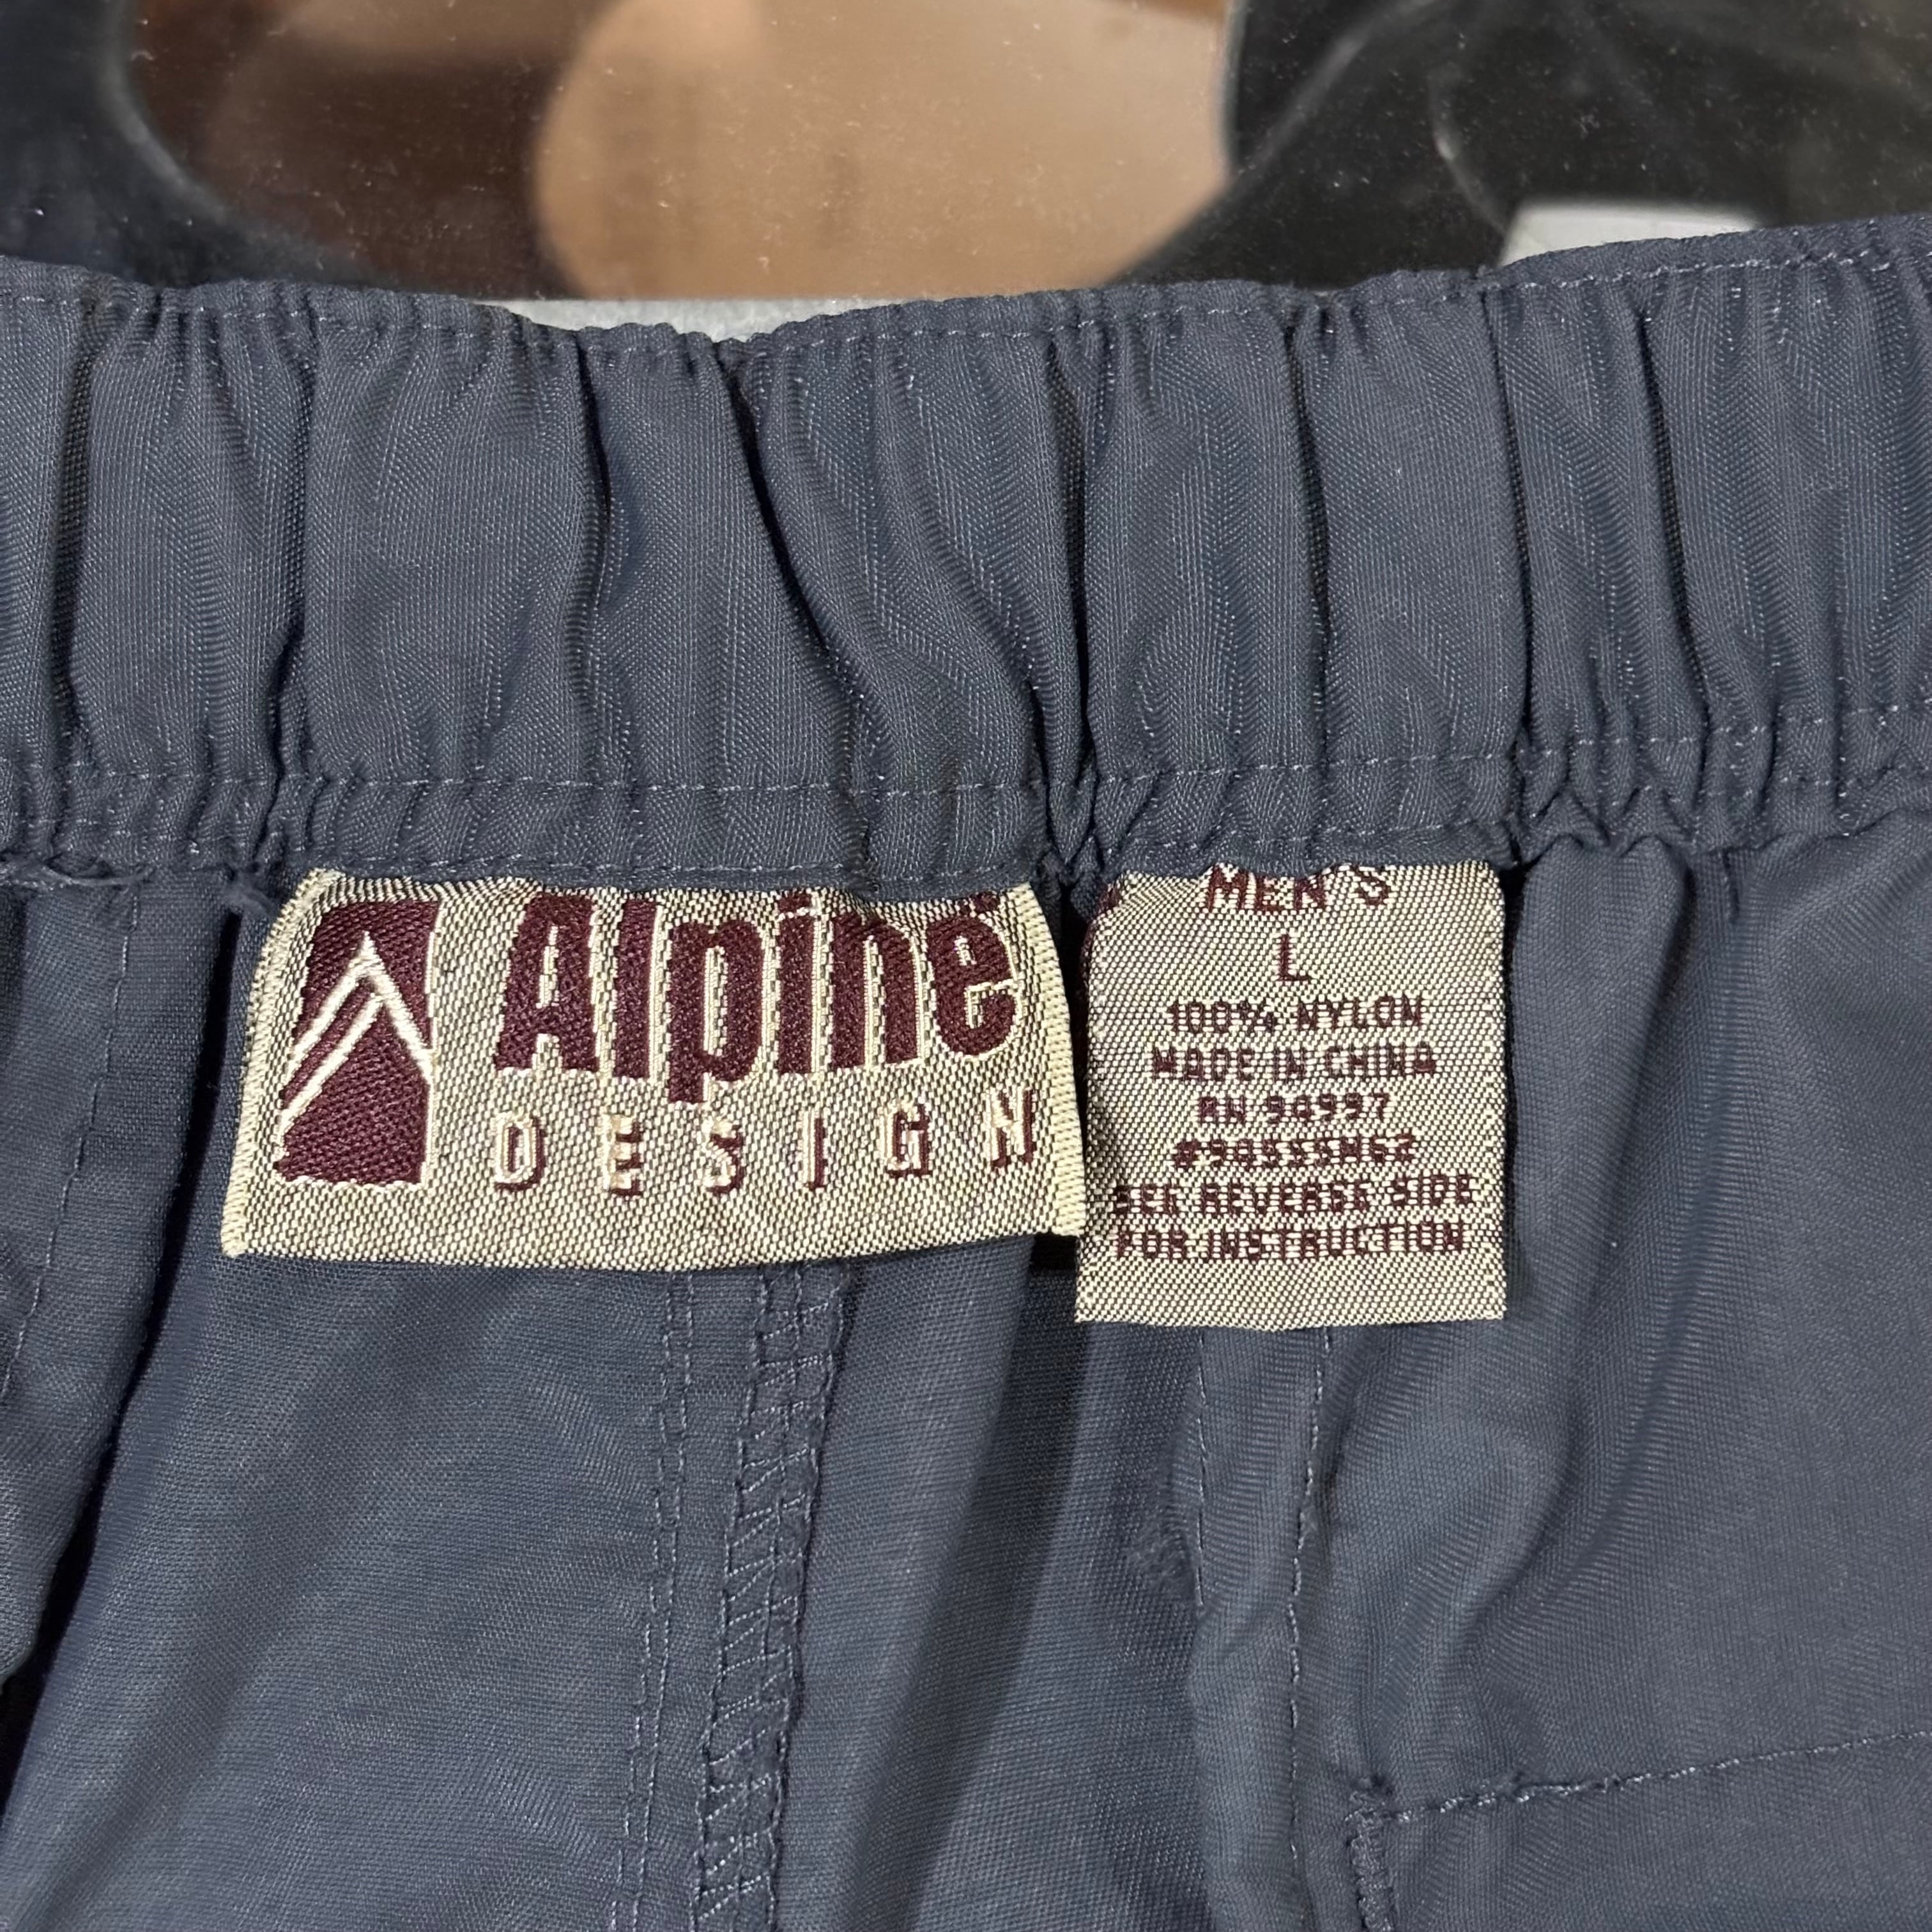 Alpine
DESIGN
MEN'S
L
100% NYLON
MADE IN CHINA
RN 94997
SEE REVERSE SIDE
FOR INSTRUCTION